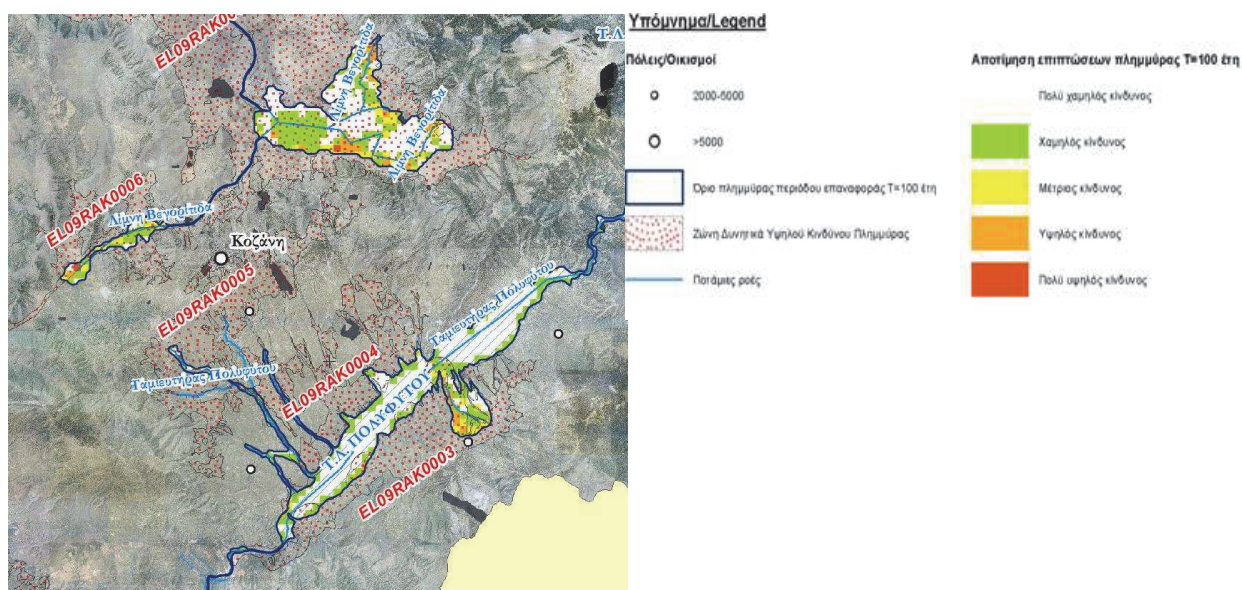 EL09RAK00
Τ.Λ.
Λίμνη Βεγορίτιδα
Λίμνη Βεγορίτιδα
EL09RAK0006
Λίμνη Βεγορίτιδα
Κοζάνη
EL09RAK0005
Ταμιευτήρας Πολυφύτου
Ταμιευτήρας Πολυφύτου
EL09RAK0004
Τ.Λ. ΠΟΛΥΦΥΤΟΥ
EL09RAK0003
Υπόμνημα/Legend
Πόλεις/Οικισμοί
2000-5000
>5000
Όριο πλημμύρας περιόδου επαναφοράς T=100 έτη
Ζώνη Δυνητικά Υψηλού Κινδύνου Πλημμύρας
Ποτάμιες ροές
Αποτίμηση επιπτώσεων πλημμύρας T=100 έτη
Πολύ χαμηλός κίνδυνος
Χαμηλός κίνδυνος
Μέτριος κίνδυνος
Υψηλός κίνδυνος
Πολύ υψηλός κίνδυνος